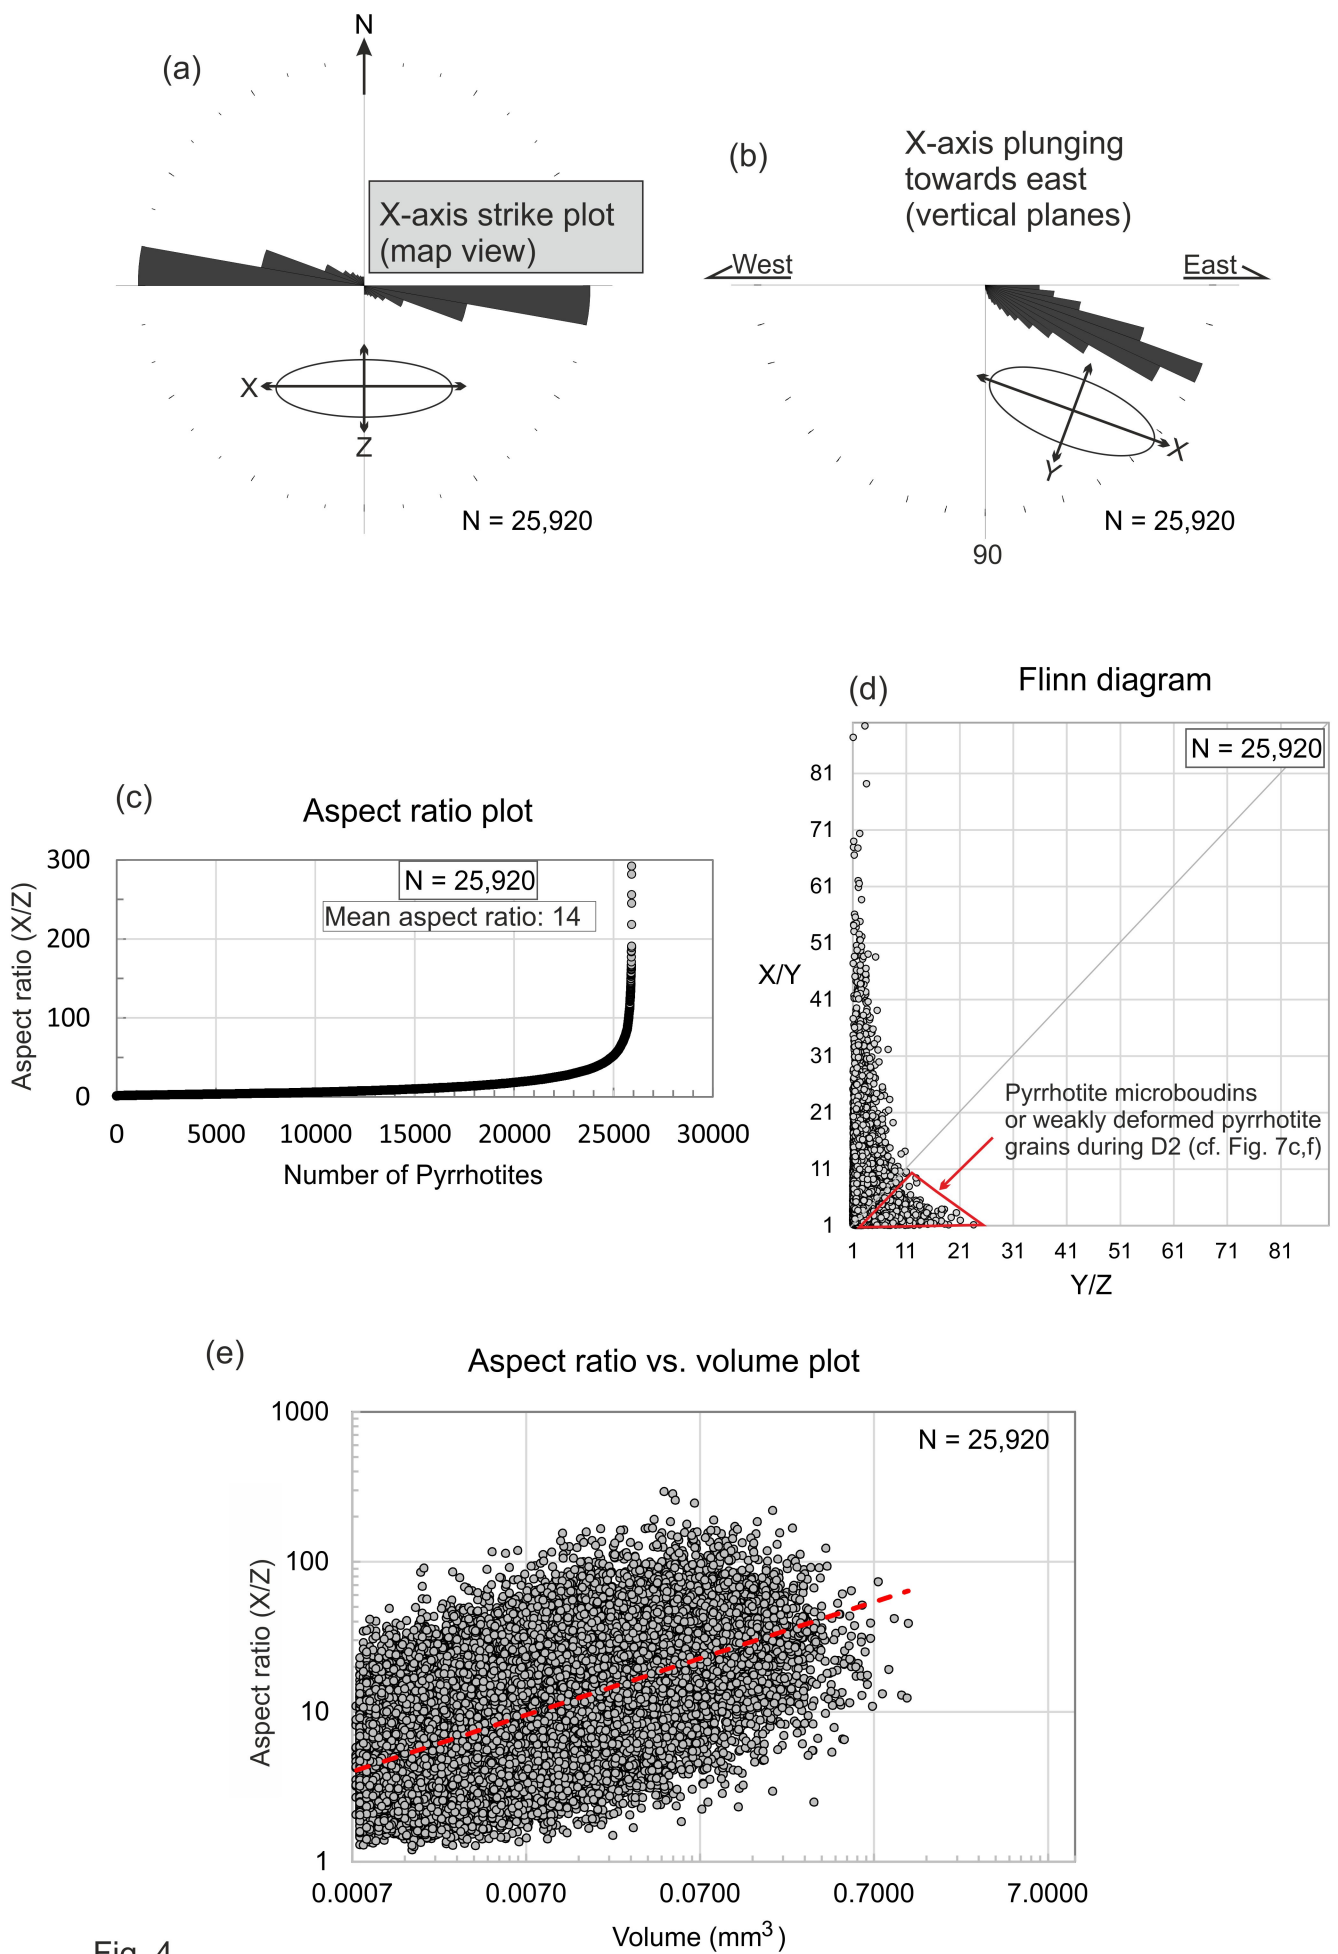 N
(a)
X-axis strike plot
(map view)
X
Z
N = 25,920
(b)
X-axis plunging
towards east
(vertical planes)
West
East
X
Y
N = 25,920
90
(c)
Aspect ratio plot
N = 25,920
Mean aspect ratio: 14
Aspect ratio (X/Z)
300
200
100
0
0 5000 10000 15000 20000 25000 30000
Number of Pyrrhotites
(d)
Flinn diagram
N = 25,920
81
71
61
51
X/Y
41
31
21
11
1
Pyrrhotite microboudins
or weakly deformed pyrrhotite
grains during D2 (cf. Fig. 7c,f)
1 11 21 31 41 51 61 71 81
Y/Z
(e)
Aspect ratio vs. volume plot
N = 25,920
Aspect ratio (X/Z)
1000
100
10
1
0.0007 0.0070 0.0700 0.7000 7.0000
Volume (mm³)
Fig. 4